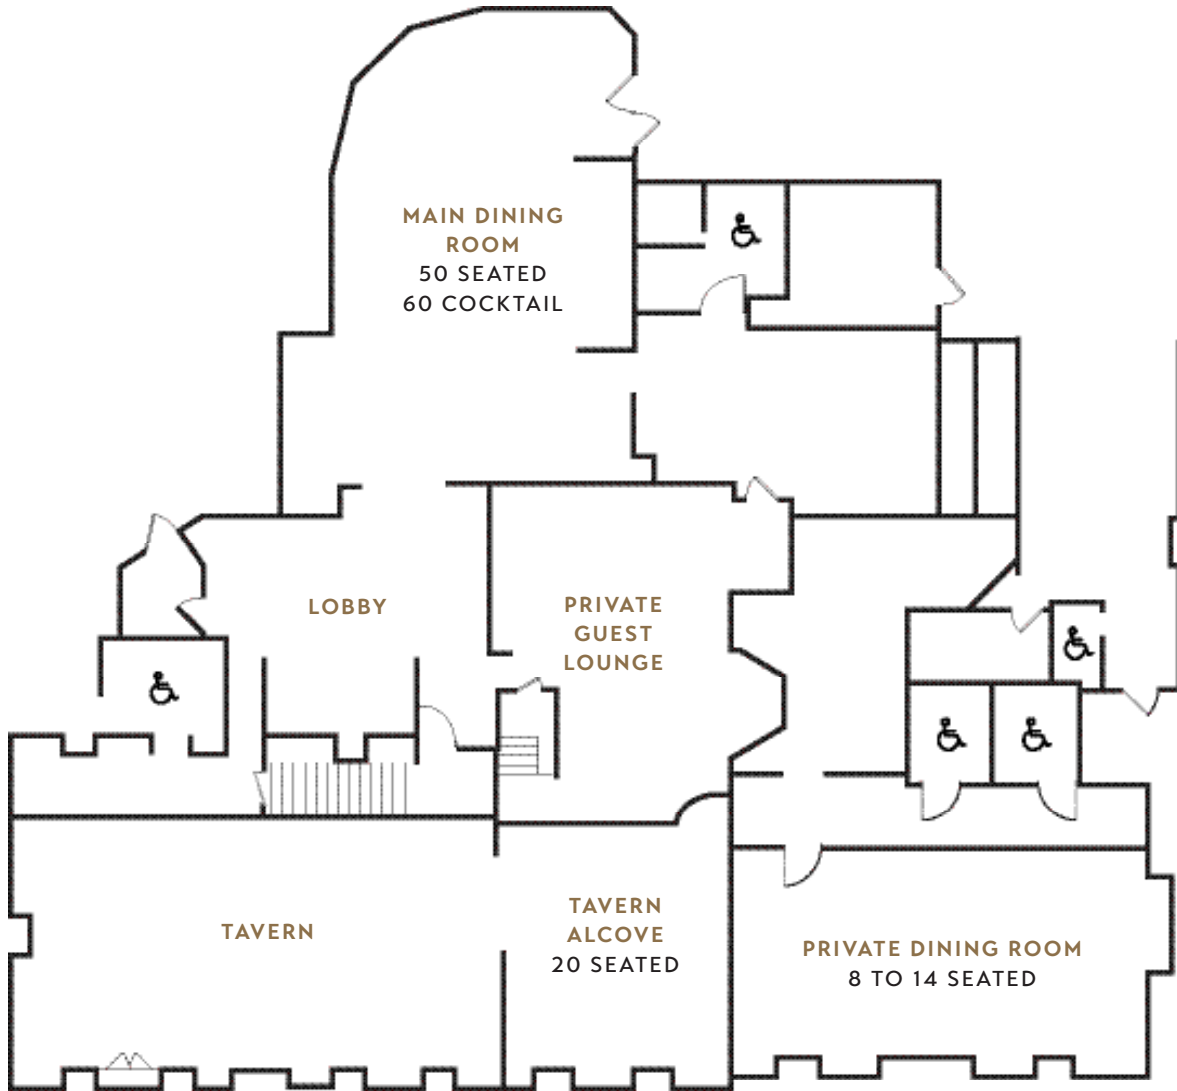 MAIN DINING
ROOM
50 SEATED
60 COCKTAIL
LOBBY
PRIVATE
GUEST
LOUNGE
TAVERN
TAVERN
ALCOVE
20 SEATED
PRIVATE DINING ROOM
8 TO 14 SEATED